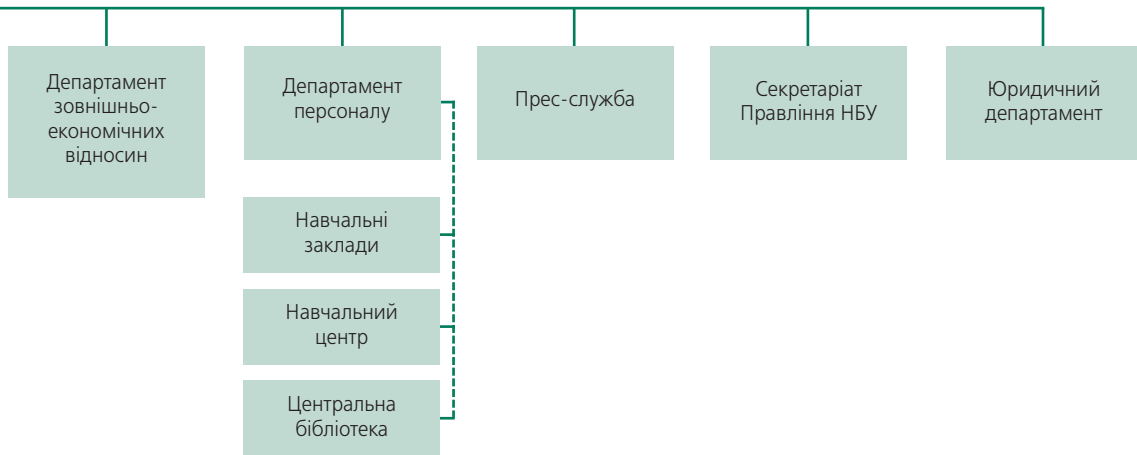 Департамент
зовнішньо-
економічних
відносин
Департамент
персоналу
Прес-служба
Секретаріат
Правління НБУ
Юридичний
департамент
Навчальні
заклади
Навчальний
центр
Центральна
бібліотека